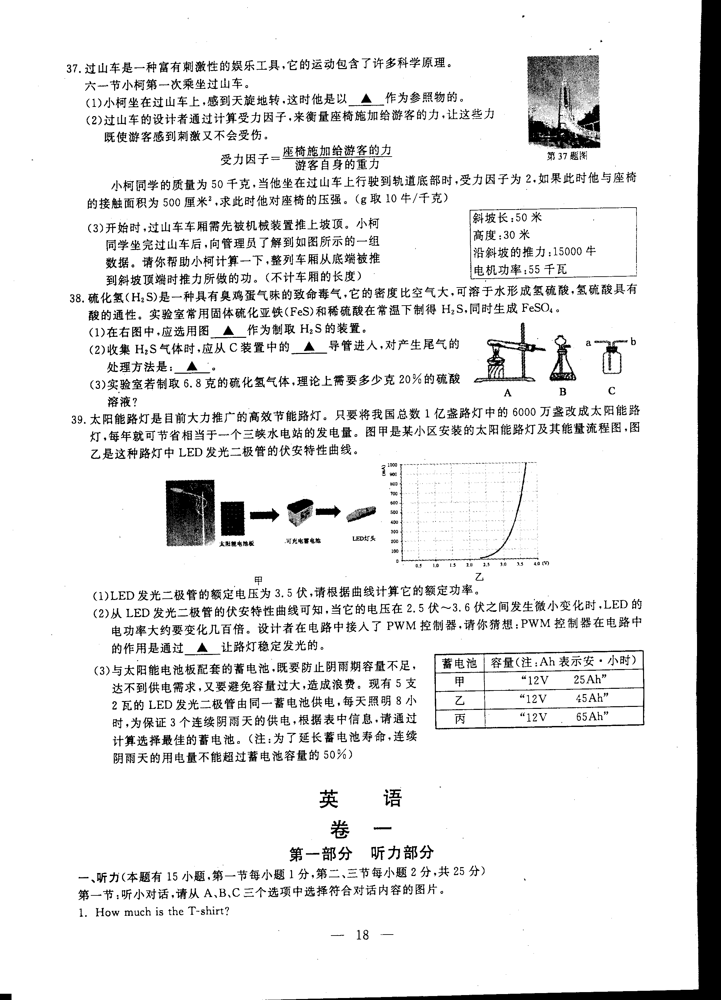 37. 过山车是一种富有刺激性的娱乐工具,它的运动包含了许多科学原理。
六一节小柯第一次乘坐过山车。
(1)小柯坐在过山车上,感到天旋地转,这时他是以 ▲ 作为参照物的。
(2)过山车的设计者通过计算受力因子,来衡量座椅施加给游客的力,让这些力
既使游客感到刺激又不会受伤。
受力因子=座椅施加给游客的力/游客自身的重力
第 37 题图
小柯同学的质量为 50 千克,当他坐在过山车上行驶到轨道底部时,受力因子为 2,如果此时他与座椅
的接触面积为 500 厘米²,求此时他对座椅的压强。(g 取 10 牛/千克)
(3)开始时,过山车车厢需先被机械装置推上坡顶。小柯
同学坐完过山车后,向管理员了解到如图所示的一组
数据。请你帮助小柯计算一下,整列车厢从底端被推
到斜坡顶端时推力所做的功。(不计车厢的长度)
斜坡长:50 米
高度:30 米
沿斜坡的推力:15000 牛
电机功率:55 千瓦
38. 硫化氢(H₂S)是一种具有臭鸡蛋气味的致命毒气,它的密度比空气大,可溶于水形成氢硫酸,氢硫酸具有
酸的通性。实验室常用固体硫化亚铁(FeS)和稀硫酸在常温下制得 H₂S,同时生成 FeSO₄。
(1)在右图中,应选用图 ▲ 作为制取 H₂S 的装置。
(2)收集 H₂S 气体时,应从 C 装置中的 ▲ 导管进入,对产生尾气的
处理方法是: ▲ 。
(3)实验室若制取 6.8 克的硫化氢气体,理论上需要多少克 20%的硫酸
溶液?
a b
A B C
39. 太阳能路灯是目前大力推广的高效节能路灯。只要将我国总数 1 亿盏路灯中的 6000 万盏改成太阳能路
灯,每年就可节省相当于一个三峡水电站的发电量。图甲是某小区安装的太阳能路灯及其能量流程图,图
乙是这种路灯中 LED 发光二极管的伏安特性曲线。
太阳能电池板 可充电蓄电池 LED灯头
甲
(mA)
1000
900
800
700
600
500
400
300
200
100
0
0.5 1.0 1.5 2.0 2.5 3.0 3.5 4.0 (V)
乙
(1)LED 发光二极管的额定电压为 3.5 伏,请根据曲线计算它的额定功率。
(2)从 LED 发光二极管的伏安特性曲线可知,当它的电压在 2.5 伏~3.6 伏之间发生微小变化时,LED 的
电功率大约要变化几百倍。设计者在电路中接入了 PWM 控制器,请你猜想:PWM 控制器在电路中
的作用是通过 ▲ 让路灯稳定发光的。
(3)与太阳能电池板配套的蓄电池,既要防止阴雨期容量不足,
达不到供电需求,又要避免容量过大,造成浪费。现有 5 支
2 瓦的 LED 发光二极管由同一蓄电池供电,每天照明 8 小
时,为保证 3 个连续阴雨天的供电,根据表中信息,请通过
计算选择最佳的蓄电池。(注:为了延长蓄电池寿命,连续
阴雨天的用电量不能超过蓄电池容量的 50%)
蓄电池 容量(注:Ah 表示安·小时)
甲 “12V 25Ah”
乙 “12V 45Ah”
丙 “12V 65Ah”
英 语
卷 一
第一部分 听力部分
一、听力(本题有 15 小题,第一节每小题 1 分,第二、三节每小题 2 分,共 25 分)
第一节:听小对话,请从 A、B、C 三个选项中选择符合对话内容的图片。
1. How much is the T-shirt?
— 18 —